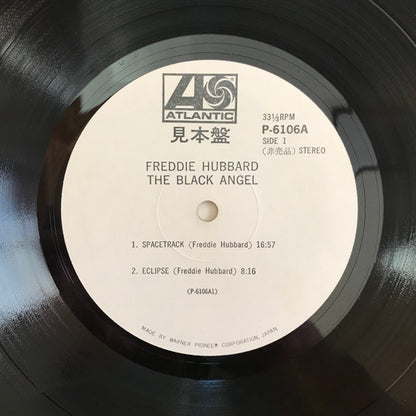 ATLANTIC
見本盤
33⅓RPM
P-6106A
SIDE 1
(非売品) STEREO
FREDDIE HUBBARD
THE BLACK ANGEL
1. SPACETRACK (Freddie Hubbard) 16:57
2. ECLIPSE (Freddie Hubbard) 8:16
(P-6106A1)
MADE BY WARNER PIONEER CORPORATION, JAPAN.